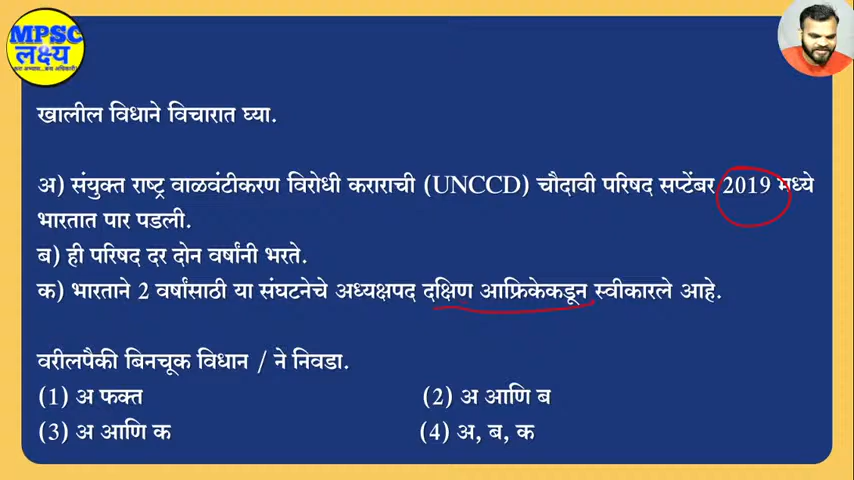 MPSC
लक्ष्य
खालील विधाने विचारात घ्या.
अ) संयुक्त राष्ट्र वाळवंटीकरण विरोधी कराराची (UNCCD) चौदावी परिषद सप्टेंबर 2019 मध्ये
भारतात पार पडली.
ब) ही परिषद दर दोन वर्षांनी भरते.
क) भारताने 2 वर्षांसाठी या संघटनेचे अध्यक्षपद दक्षिण आफ्रिकेकडून स्वीकारले आहे.
वरीलपैकी बिनचूक विधान / ने निवडा.
(1) अ फक्त
(2) अ आणि ब
(3) अ आणि क
(4) अ, ब, क